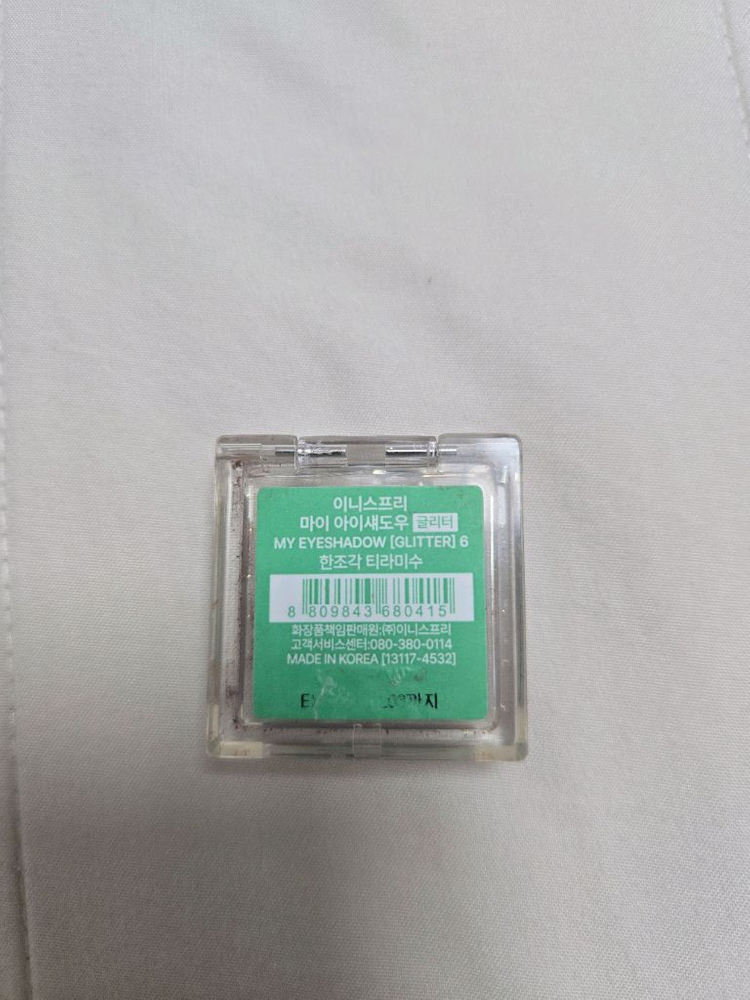 이니스프리
마이 아이섀도우 글리터
MY EYESHADOW [GLITTER] 6
한조각 티라미수
8 809843 680415
화장품책임판매원:(주)이니스프리
고객서비스센터:080-380-0114
MADE IN KOREA [13117-4532]
까지